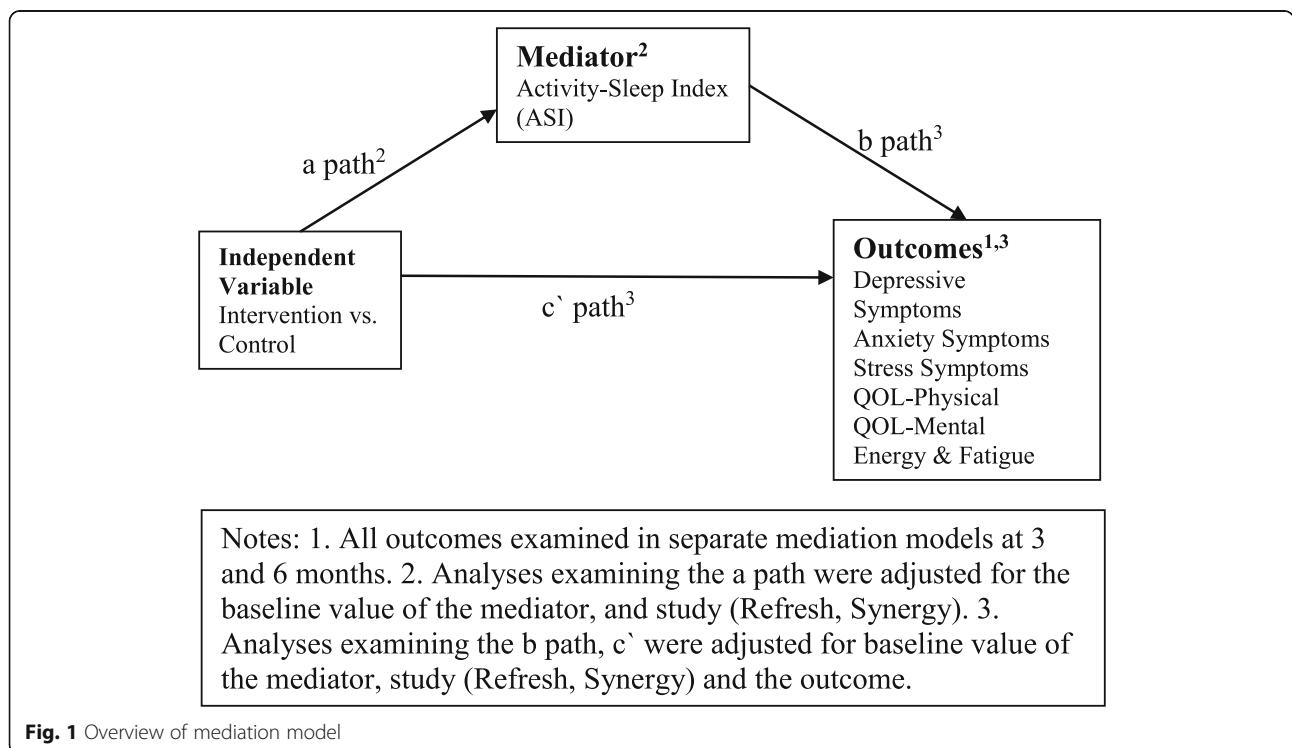 Mediator²
Activity-Sleep Index
(ASI)
a path²
b path³
Independent
Variable
Intervention vs.
Control
c` path³
Outcomes¹,³
Depressive
Symptoms
Anxiety Symptoms
Stress Symptoms
QOL-Physical
QOL-Mental
Energy & Fatigue
Notes: 1. All outcomes examined in separate mediation models at 3
and 6 months. 2. Analyses examining the a path were adjusted for the
baseline value of the mediator, and study (Refresh, Synergy). 3.
Analyses examining the b path, c` were adjusted for baseline value of
the mediator, study (Refresh, Synergy) and the outcome.
Fig. 1 Overview of mediation model